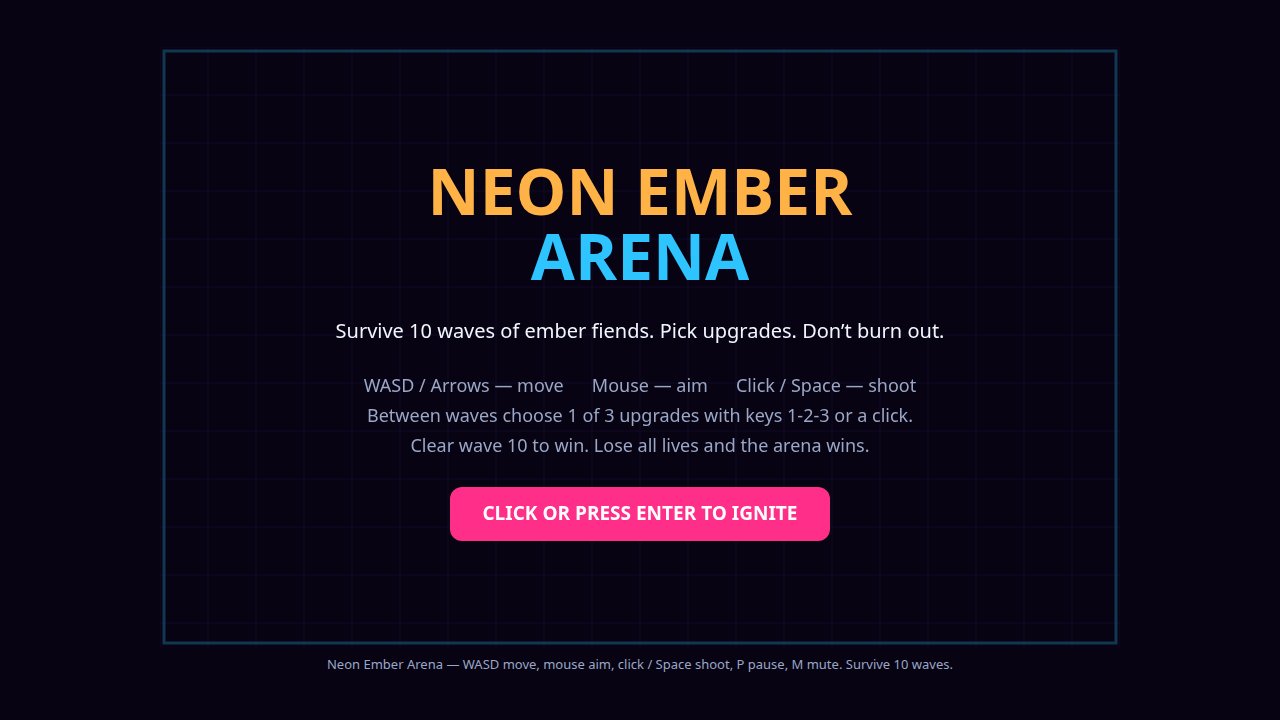 NEON EMBER
ARENA
Survive 10 waves of ember fiends. Pick upgrades. Don’t burn out.
WASD / Arrows — move Mouse — aim Click / Space — shoot
Between waves choose 1 of 3 upgrades with keys 1-2-3 or a click.
Clear wave 10 to win. Lose all lives and the arena wins.
CLICK OR PRESS ENTER TO IGNITE
Neon Ember Arena — WASD move, mouse aim, click / Space shoot, P pause, M mute. Survive 10 waves.